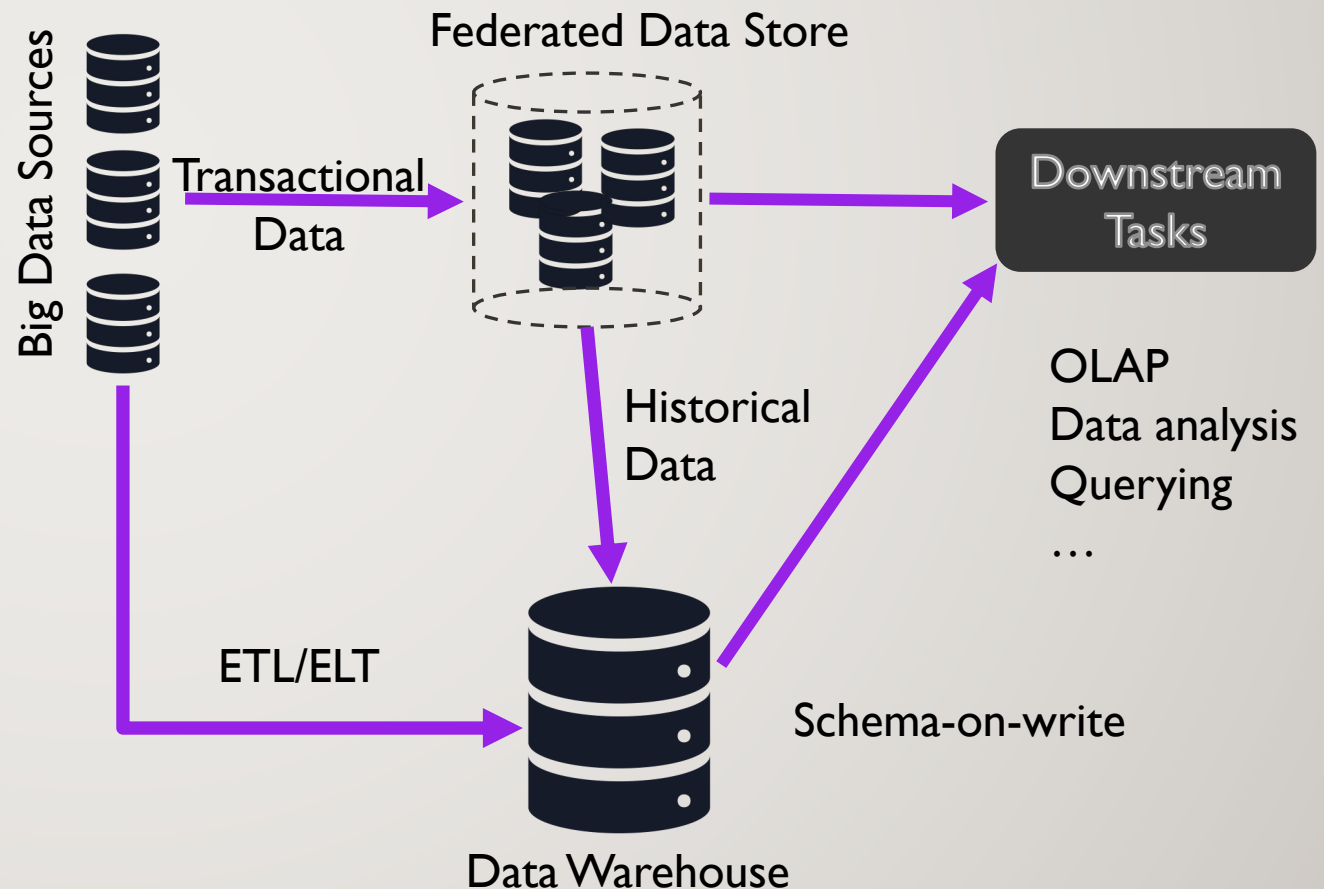 Federated Data Store
Big Data Sources
Transactional
Data
Downstream
Tasks
Historical
Data
OLAP
Data analysis
Querying
…
ETL/ELT
Schema-on-write
Data Warehouse